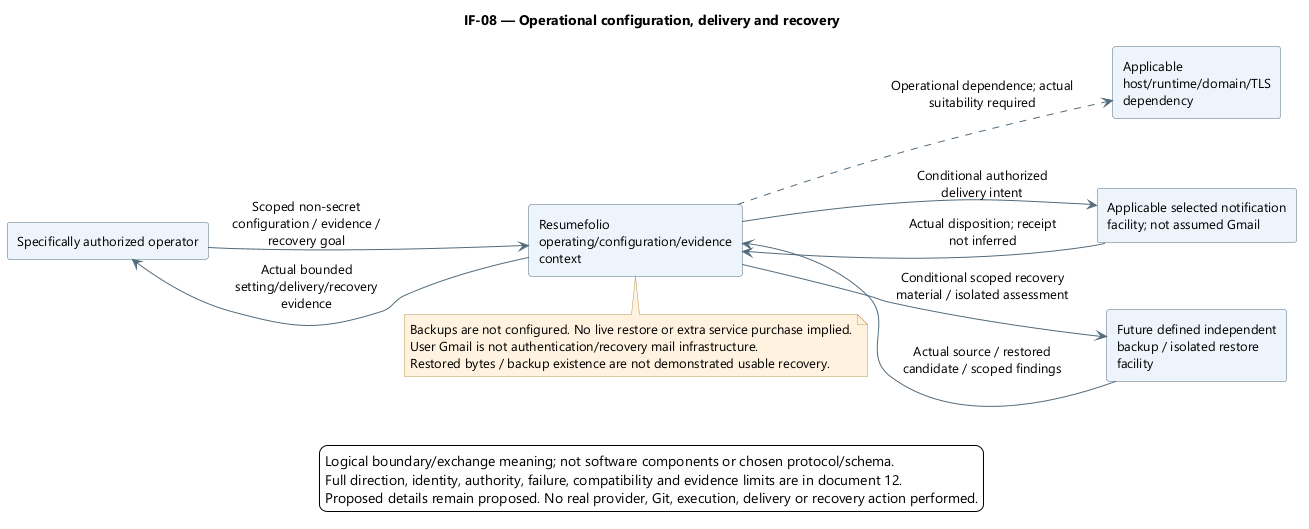 IF-08 — Operational configuration, delivery and recovery
Applicable
host/runtime/domain/TLS
dependency
Operational dependence; actual
suitability required
Conditional authorized
delivery intent
Applicable selected notification
facility; not assumed Gmail
Actual disposition; receipt
not inferred
Scoped non-secret
configuration / evidence /
recovery goal
Specifically authorized operator
Resumefolio
operating/configuration/evidence
context
Actual bounded
setting/delivery/recovery
evidence
Conditional scoped recovery
material / isolated assessment
Future defined independent
backup / isolated restore
facility
Actual source / restored
candidate / scoped findings
Backups are not configured. No live restore or extra service purchase implied.
User Gmail is not authentication/recovery mail infrastructure.
Restored bytes / backup existence are not demonstrated usable recovery.
Logical boundary/exchange meaning; not software components or chosen protocol/schema.
Full direction, identity, authority, failure, compatibility and evidence limits are in document 12.
Proposed details remain proposed. No real provider, Git, execution, delivery or recovery action performed.